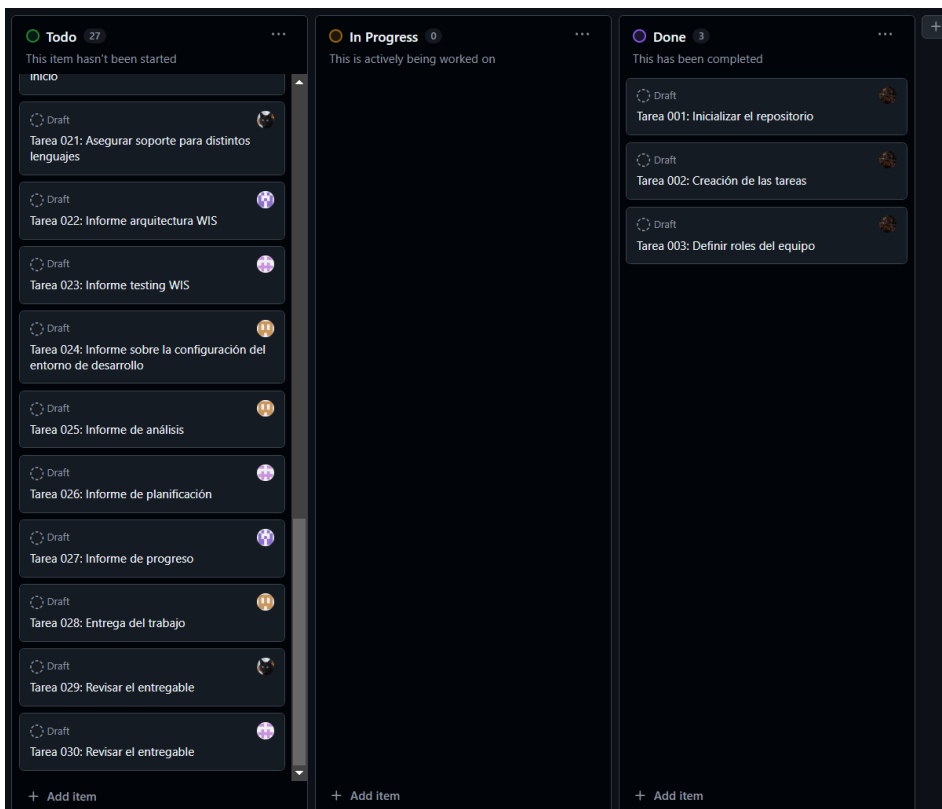 Todo 27
This item hasn't been started
inicio
Draft
Tarea 021: Asegurar soporte para distintos
lenguajes
Draft
Tarea 022: Informe arquitectura WIS
Draft
Tarea 023: Informe testing WIS
Draft
Tarea 024: Informe sobre la configuración del
entorno de desarrollo
Draft
Tarea 025: Informe de análisis
Draft
Tarea 026: Informe de planificación
Draft
Tarea 027: Informe de progreso
Draft
Tarea 028: Entrega del trabajo
Draft
Tarea 029: Revisar el entregable
Draft
Tarea 030: Revisar el entregable
+ Add item
In Progress 0
This is actively being worked on
+ Add item
Done 3
This has been completed
Draft
Tarea 001: Inicializar el repositorio
Draft
Tarea 002: Creación de las tareas
Draft
Tarea 003: Definir roles del equipo
+ Add item